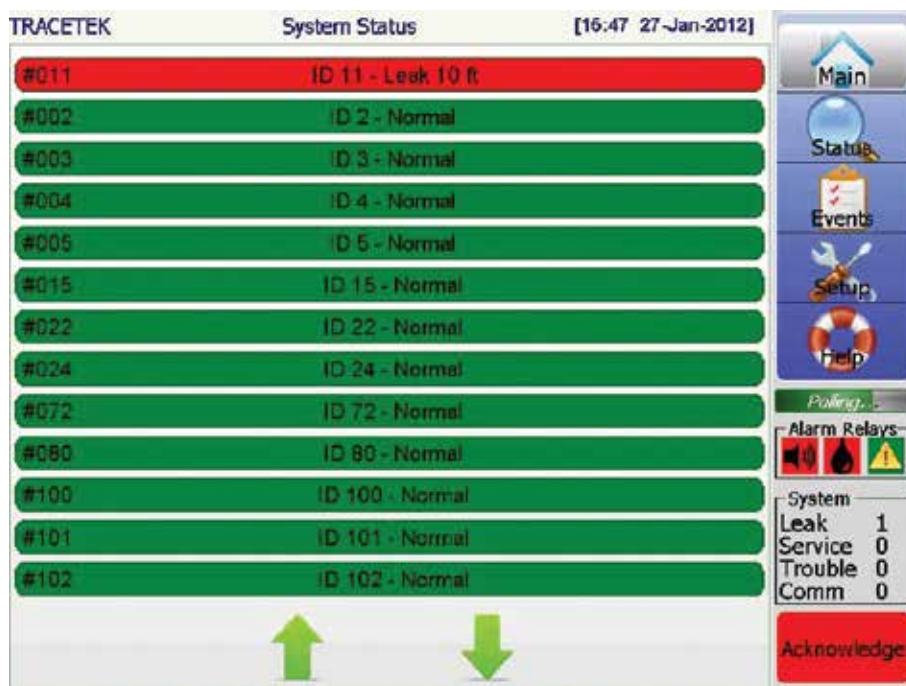 TRACETEK System Status [16:47 27-Jan-2012]
#011 ID 11 - Leak 10 ft
#002 ID 2 - Normal
#003 ID 3 - Normal
#004 ID 4 - Normal
#005 ID 5 - Normal
#015 ID 15 - Normal
#022 ID 22 - Normal
#024 ID 24 - Normal
#072 ID 72 - Normal
#080 ID 80 - Normal
#100 ID 100 - Normal
#101 ID 101 - Normal
#102 ID 102 - Normal
Main
Status
Events
Setup
Help
Polling...
Alarm Relays
System
Leak 1
Service 0
Trouble 0
Comm 0
Acknowledge